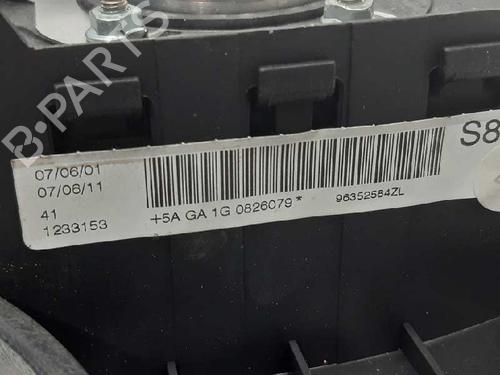 B-PARTS
S8
07/06/01
07/06/11
41
1233153
+5A GA 1G 0826079*
96352564ZL